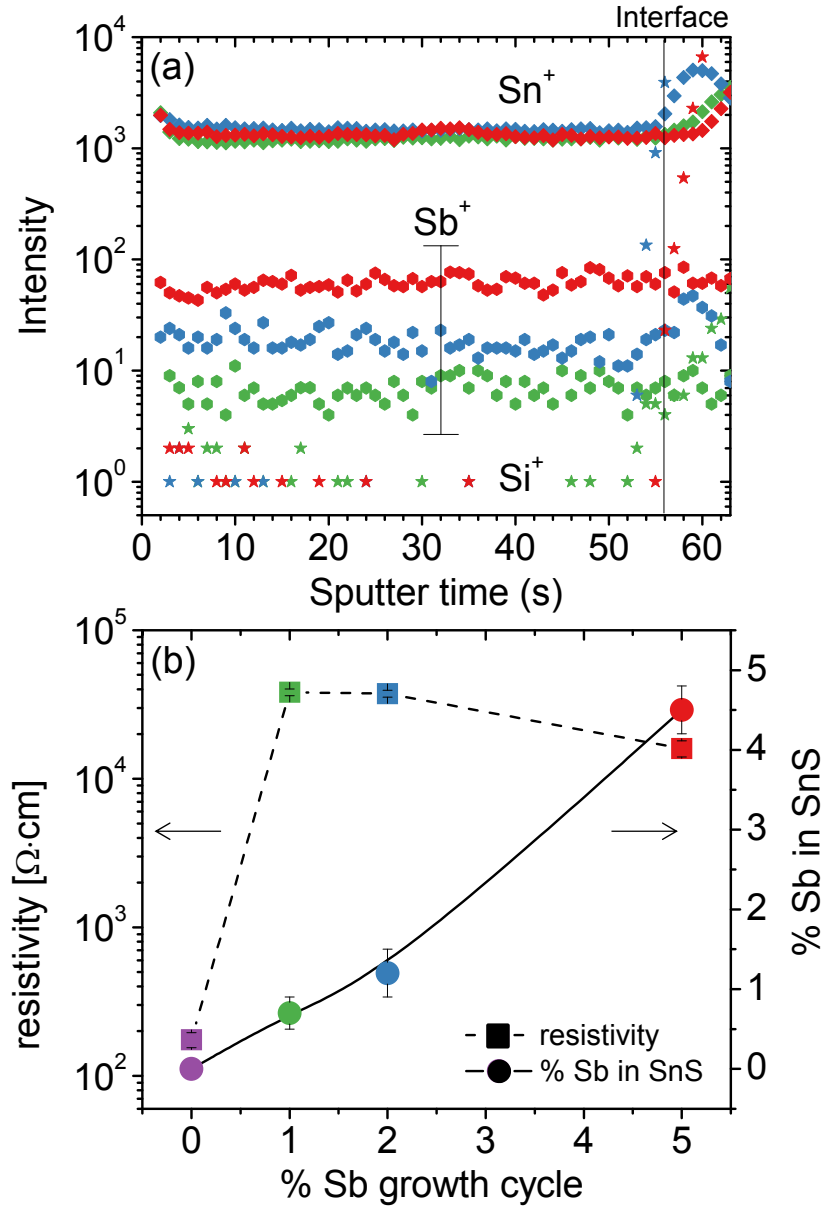 Interface
(a)
10^4
10^3
10^2
10^1
10^0
Intensity
Sn^+
Sb^+
Si^+
0 10 20 30 40 50 60
Sputter time (s)
(b)
10^5
10^4
10^3
10^2
resistivity [Ω·cm]
5
4
3
2
1
0
% Sb in SnS
resistivity
% Sb in SnS
0 1 2 3 4 5
% Sb growth cycle